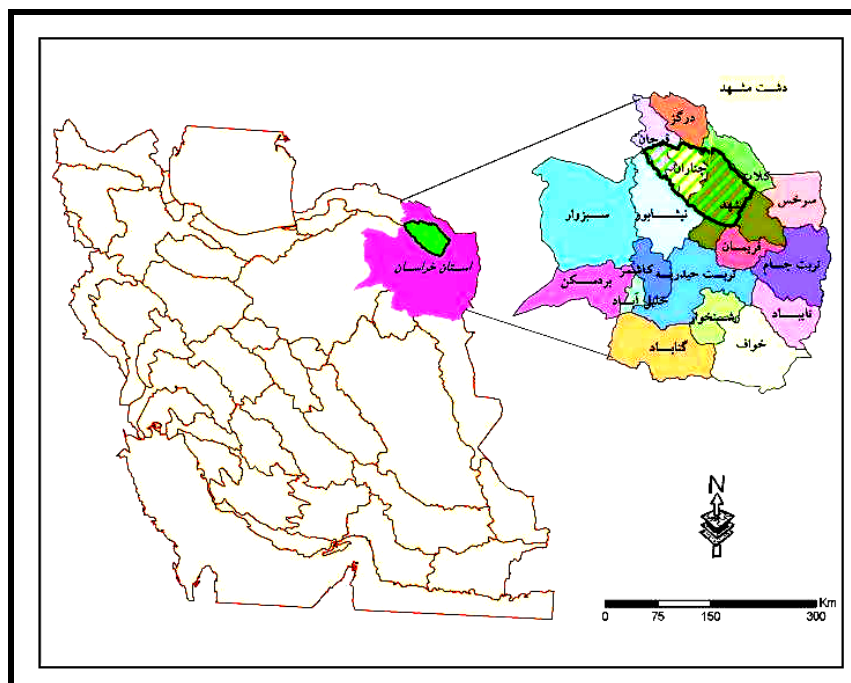 دشت مشهد
درگز
قوچان
کلات
چناران
مشهد
سرخس
سبزوار
نیشابور
فریمان
تربت جام
کاشمر
تربت حیدریه
بردسکن
خلیل آباد
تایباد
رشتخوار
خواف
گناباد
استان خراسان
N
Km
0 75 150 300